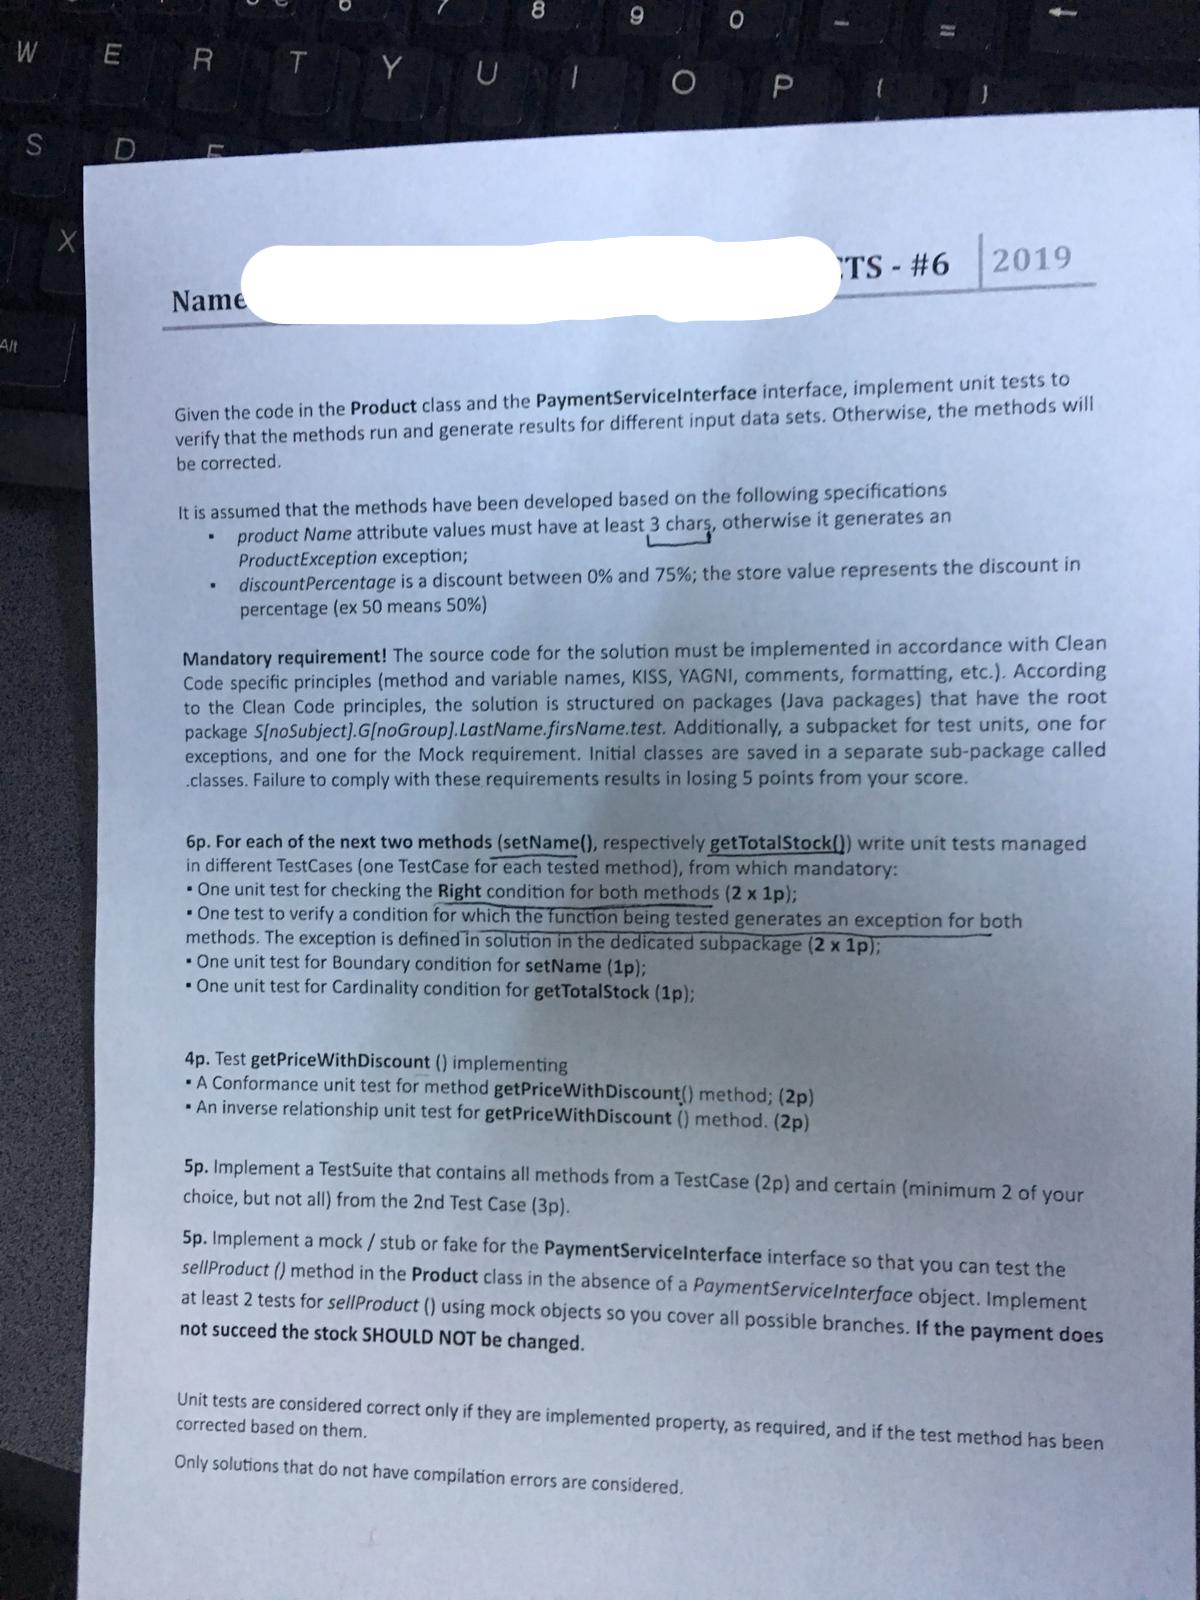 6 7 8 9 0 - = ←
W E R T Y U I O P { }
S D F
X
Alt
TS - #6 | 2019
Name
Given the code in the Product class and the PaymentServiceInterface interface, implement unit tests to
verify that the methods run and generate results for different input data sets. Otherwise, the methods will
be corrected.
It is assumed that the methods have been developed based on the following specifications
▪ product Name attribute values must have at least 3 chars, otherwise it generates an
ProductException exception;
▪ discountPercentage is a discount between 0% and 75%; the store value represents the discount in
percentage (ex 50 means 50%)
Mandatory requirement! The source code for the solution must be implemented in accordance with Clean
Code specific principles (method and variable names, KISS, YAGNI, comments, formatting, etc.). According
to the Clean Code principles, the solution is structured on packages (Java packages) that have the root
package S[noSubject].G[noGroup].LastName.firsName.test. Additionally, a subpacket for test units, one for
exceptions, and one for the Mock requirement. Initial classes are saved in a separate sub-package called
.classes. Failure to comply with these requirements results in losing 5 points from your score.
6p. For each of the next two methods (setName(), respectively getTotalStock()) write unit tests managed
in different TestCases (one TestCase for each tested method), from which mandatory:
▪ One unit test for checking the Right condition for both methods (2 x 1p);
▪ One test to verify a condition for which the function being tested generates an exception for both
methods. The exception is defined in solution in the dedicated subpackage (2 x 1p);
▪ One unit test for Boundary condition for setName (1p);
▪ One unit test for Cardinality condition for getTotalStock (1p);
4p. Test getPriceWithDiscount () implementing
▪ A Conformance unit test for method getPriceWithDiscount() method; (2p)
▪ An inverse relationship unit test for getPriceWithDiscount () method. (2p)
5p. Implement a TestSuite that contains all methods from a TestCase (2p) and certain (minimum 2 of your
choice, but not all) from the 2nd Test Case (3p).
5p. Implement a mock / stub or fake for the PaymentServiceInterface interface so that you can test the
sellProduct () method in the Product class in the absence of a PaymentServiceInterface object. Implement
at least 2 tests for sellProduct () using mock objects so you cover all possible branches. If the payment does
not succeed the stock SHOULD NOT be changed.
Unit tests are considered correct only if they are implemented property, as required, and if the test method has been
corrected based on them.
Only solutions that do not have compilation errors are considered.